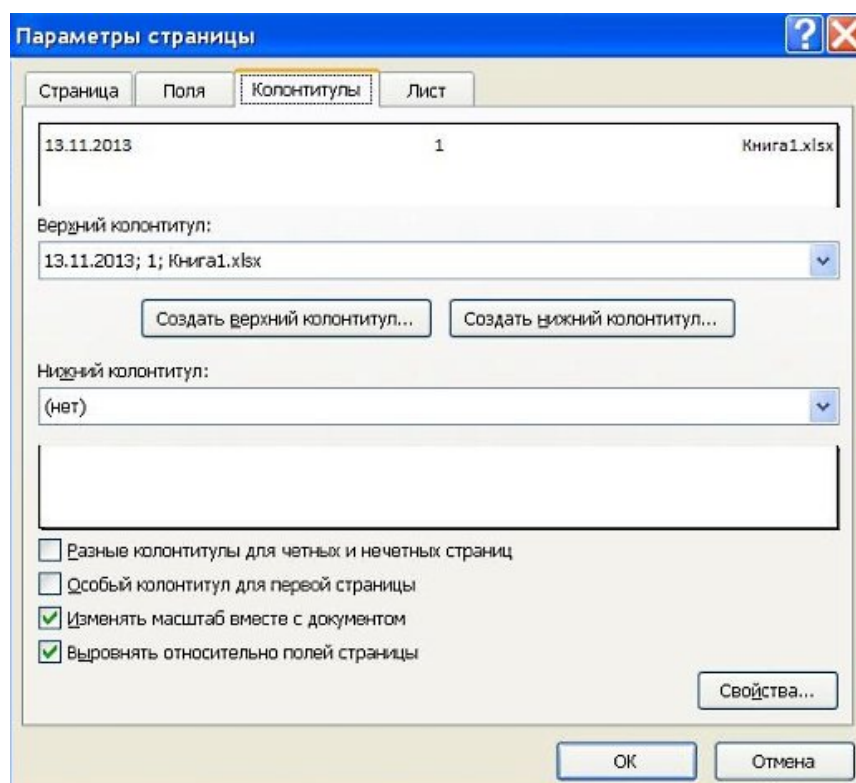 Параметры страницы
Страница Поля Колонтитулы Лист
13.11.2013 1 Книга1.xlsx
Верхний колонтитул:
13.11.2013; 1; Книга1.xlsx
Создать верхний колонтитул... Создать нижний колонтитул...
Нижний колонтитул:
(нет)
Разные колонтитулы для четных и нечетных страниц
Особый колонтитул для первой страницы
Изменять масштаб вместе с документом
Выровнять относительно полей страницы
Свойства...
ОК Отмена